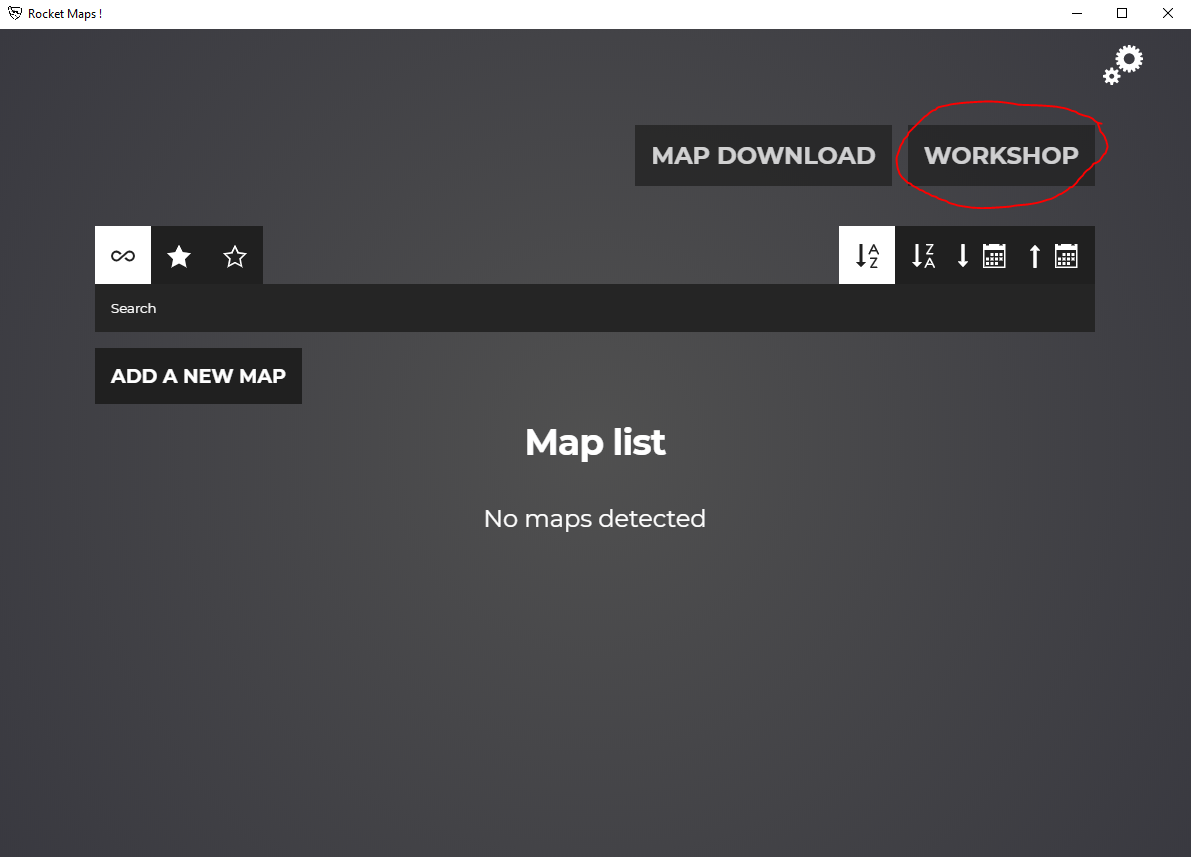 Rocket Maps !
MAP DOWNLOAD
WORKSHOP
A
Z
Z
A
Search
ADD A NEW MAP
Map list
No maps detected